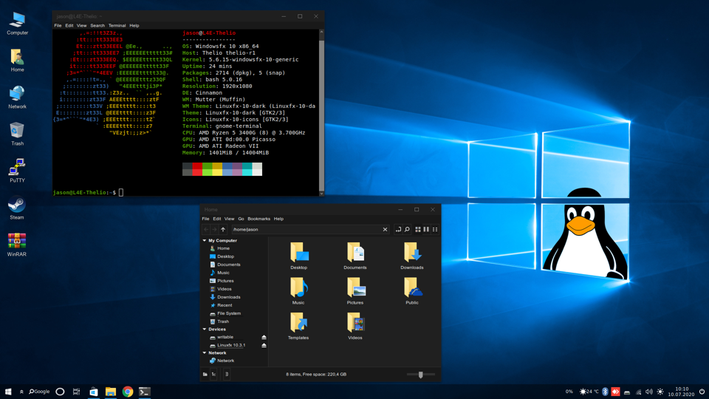 Computer
Home
Network
Trash
PuTTY
Steam
WinRAR
jason@L4E-Thelio: ~
File Edit View Search Terminal Help
jason@L4E-Thelio
----------------
OS: Windowsfx 10 x86_64
Host: Thelio thelio-r1
Kernel: 5.6.15-windowsfx-10-generic
Uptime: 24 mins
Packages: 2714 (dpkg), 5 (snap)
Shell: bash 5.0.16
Resolution: 1920x1080
DE: Cinnamon
WM: Mutter (Muffin)
WM Theme: Linuxfx-10-dark (Linuxfx-10-da
Theme: Linuxfx-10-dark [GTK2/3]
Icons: Linuxfx-10-dark [GTK2/3]
Terminal: gnome-terminal
CPU: AMD Ryzen 5 3400G (8) @ 3.700GHz
GPU: AMD ATI 0d:00.0 Picasso
GPU: AMD ATI Radeon VII
Memory: 1401MiB / 14004MiB
jason@L4E-Thelio:~$
Home
File Edit View Go Bookmarks Help
/home/jason
My Computer
Home
Desktop
Documents
Music
Pictures
Videos
Downloads
Recent
File System
Trash
Devices
writable
Linuxfx 10.3.1
Network
Network
Desktop
Documents
Downloads
Music
Pictures
Public
Templates
Videos
8 items, Free space: 220.4 GB
Google
0%
24 °C
10:10
10.07.2020